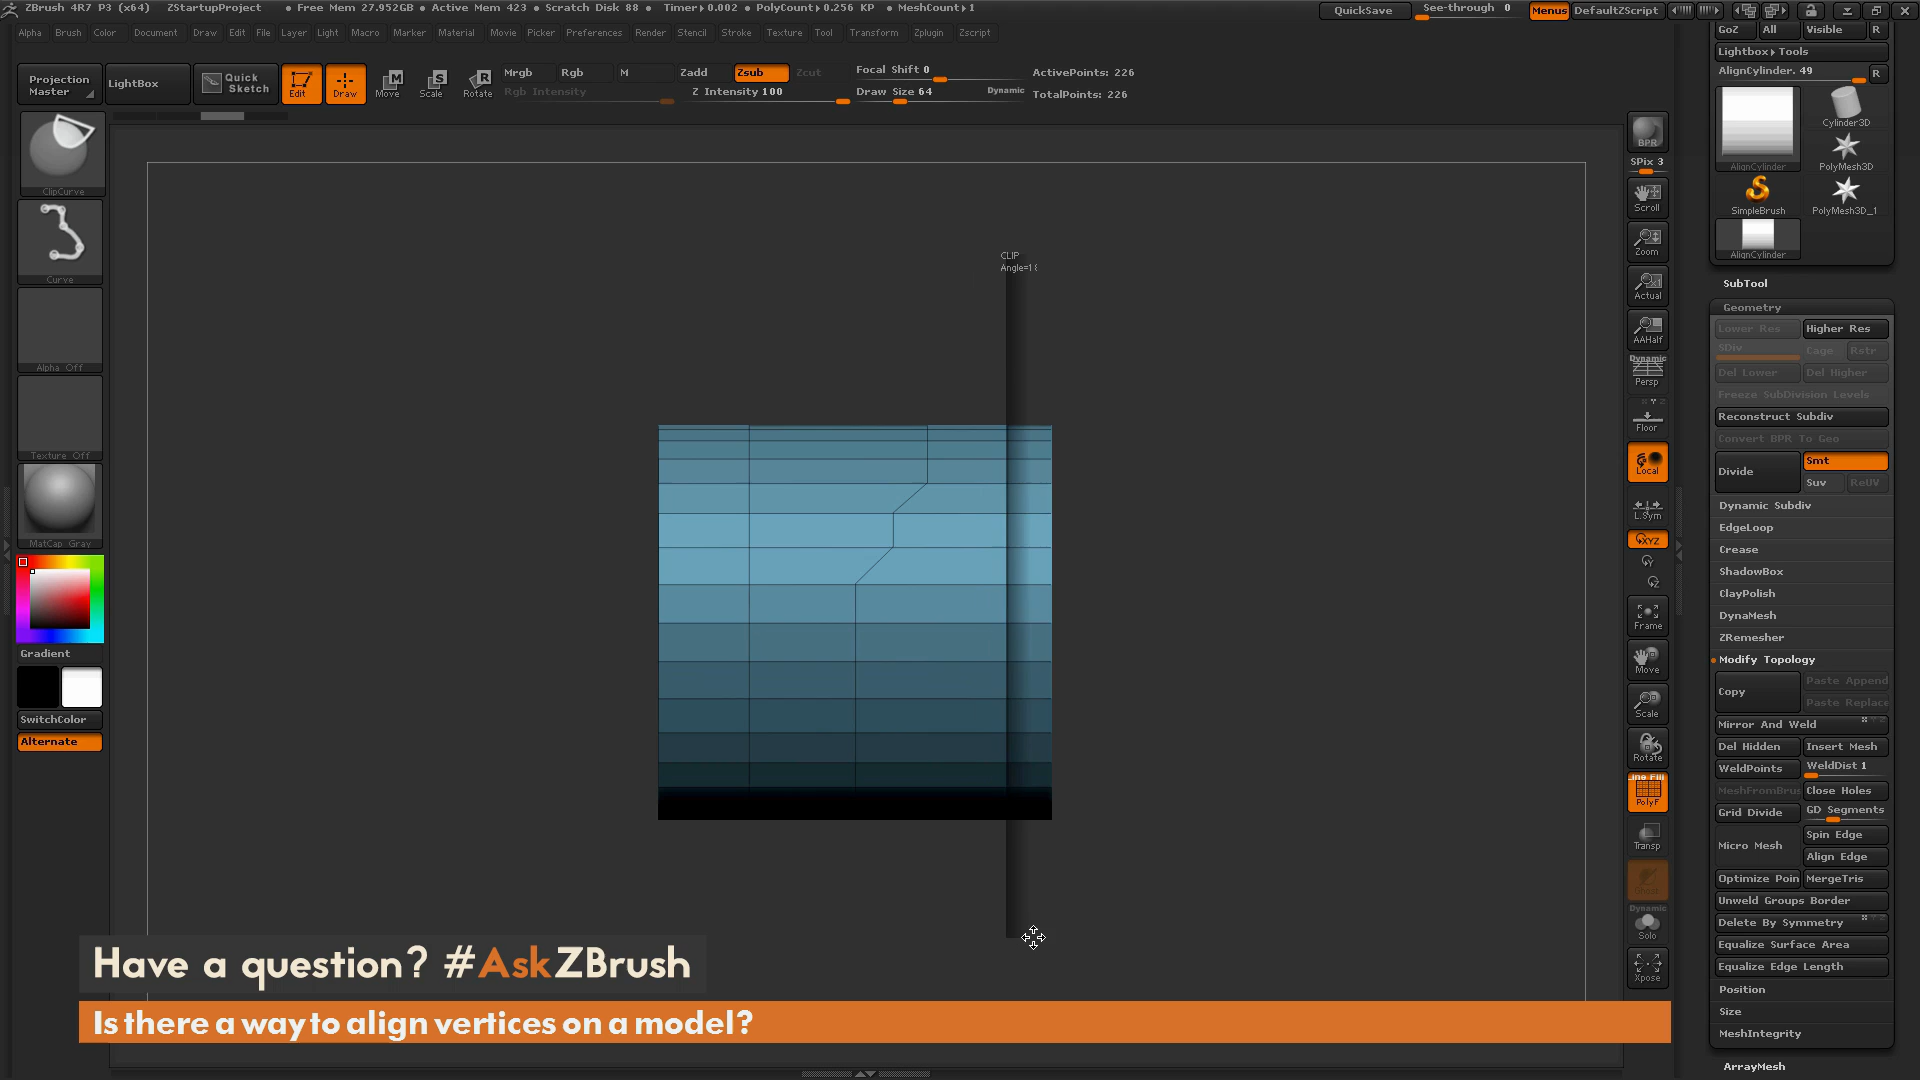 ZBrush 4R7 P3 (x64) ZStartupProject • Free Mem 27.952GB • Active Mem 423 • Scratch Disk 88 • Timer▸0.002 • PolyCount▸0.256 KP • MeshCount▸1 QuickSave See-through 0 Menus DefaultZScript
Alpha Brush Color Document Draw Edit File Layer Light Macro Marker Material Movie Picker Preferences Render Stencil Stroke Texture Tool Transform Zplugin Zscript
Projection Master
LightBox
Quick Sketch
Edit
Draw
Move
Scale
Rotate
Mrgb Rgb M Zadd Zsub Zcut
Rgb Intensity Z Intensity 100
Focal Shift 0
Draw Size 64 Dynamic
ActivePoints: 226
TotalPoints: 226
ClipCurve
Curve
Alpha Off
Texture Off
MatCap Gray
Gradient
SwitchColor
Alternate
CLIP
BPR
SPix 3
Scroll
Zoom
Actual
AAHalf
Dynamic
Persp
Floor
Local
L.Sym
XYZ
Y
Z
Frame
Move
Scale
Rotate
PolyF
Transp
Ghost
Dynamic
Solo
Xpose
GoZ All Visible R
Lightbox▸Tools
AlignCylinder. 49 R
AlignCylinder
Cylinder3D
PolyMesh3D
SimpleBrush PolyMesh3D_1
AlignCylinder
SubTool
Geometry
Lower Res Higher Res
SDiv Cage Rstr
Del Lower Del Higher
Freeze SubDivision Levels
Reconstruct Subdiv
Convert BPR To Geo
Divide Smt
Suv ReUV
Dynamic Subdiv
EdgeLoop
Crease
ShadowBox
ClayPolish
DynaMesh
ZRemesher
Modify Topology
Copy Paste Append
Paste Replace
Mirror And Weld
Del Hidden Insert Mesh
WeldPoints WeldDist 1
MeshFromBrus Close Holes
Grid Divide GD Segments
Micro Mesh Spin Edge
Align Edge
Optimize Poin MergeTris
Unweld Groups Border
Delete By Symmetry
Equalize Surface Area
Equalize Edge Length
Position
Size
MeshIntegrity
ArrayMesh
Have a question? #AskZBrush
Is there a way to align vertices on a model?